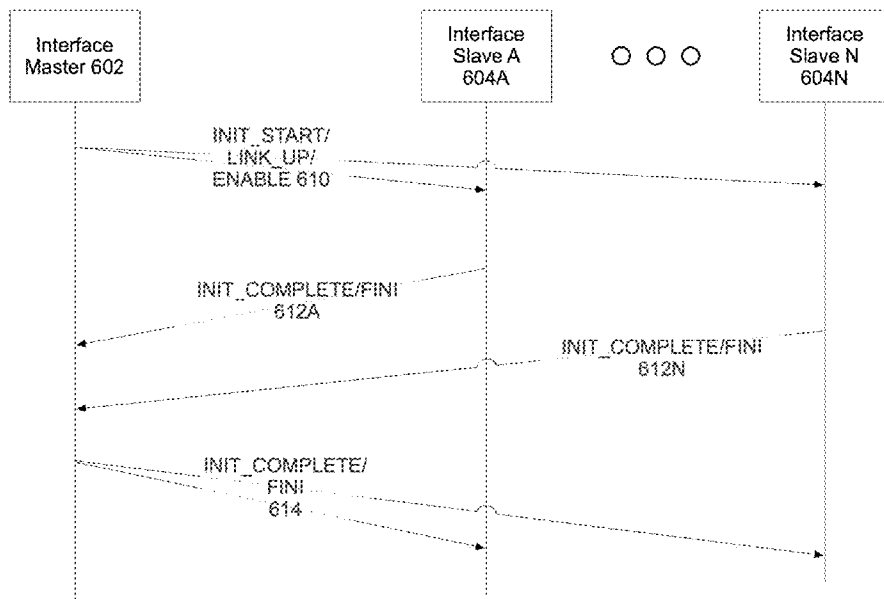 Interface
Master 602
Interface
Slave A
604A
Interface
Slave N
604N
INIT_START/
LINK_UP/
ENABLE 610
INIT_COMPLETE/FINI
612A
INIT_COMPLETE/FINI
612N
INIT_COMPLETE/
FINI
614